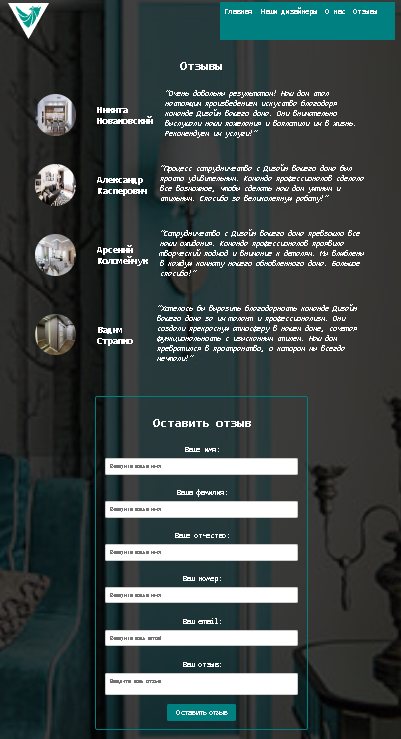 Главная Наши дизайнеры О нас Отзывы
Отзывы
"Очень довольны результатом! Наш дом стал
настоящим произведением искусства благодаря
команде Дизайн Вашего дома. Они внимательно
выслушали наши пожелания и воплотили их в жизнь.
Рекомендуем их услуги!"
Никита
Новаковский
"Процесс сотрудничества с Дизайн Вашего дома был
просто удивительным. Команда профессионалов сделала
все возможное, чтобы сделать наш дом уютным и
стильным. Спасибо за великолепную работу!"
Александр
Касперович
"Сотрудничество с Дизайн Вашего дома превзошло все
наши ожидания. Команда профессионалов проявила
творческий подход и внимание к деталям. Мы влюблены
в каждую комнату нашего обновленного дома. Большое
спасибо!"
Арсений
Коломейчук
"Хотелось бы выразить благодарность команде Дизайн
Вашего дома за их талант и профессионализм. Они
создали прекрасную атмосферу в нашем доме, сочетая
функциональность с изысканным стилем. Наш дом
превратился в пространство, о котором мы всегда
мечтали!"
Вадим
Страпко
Оставить отзыв
Ваше имя:
Введите ваше имя
Ваша фамилия:
Введите ваше имя
Ваше отчество:
Введите ваше имя
Ваш номер:
Введите ваше имя
Ваш email:
Введите ваш email
Ваш отзыв:
Введите ваш отзыв
Оставить отзыв